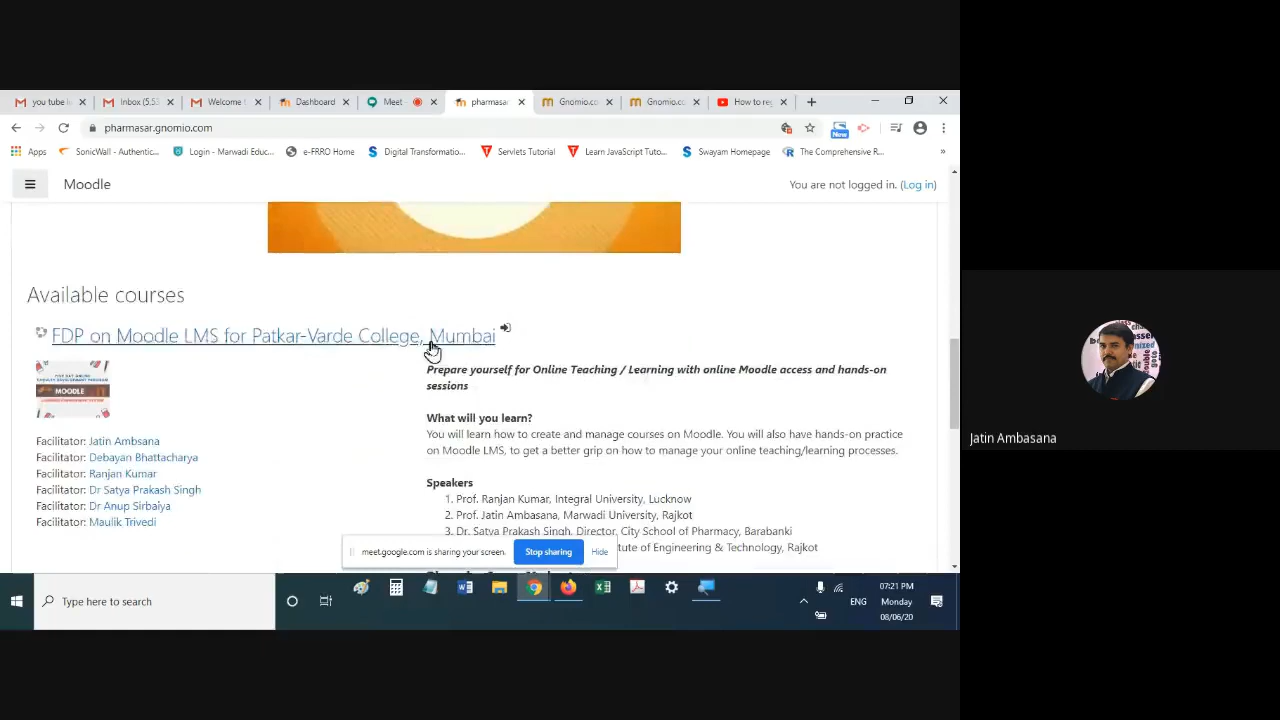 you tube l
Inbox (5,53
Welcome t
Dashboard
Meet
pharmasar
Gnomio.co
Gnomio.cc
How to re
pharmasar.gnomio.com
New
Apps
SonicWall - Authentic...
Login - Marwadi Educ...
e-FRRO Home
Digital Transformatio...
Servlets Tutorial
Learn JavaScript Tuto...
Swayam Homepage
The Comprehensive R...
»
Moodle
You are not logged in. (Log in)
Available courses
FDP on Moodle LMS for Patkar-Varde College, Mumbai
MOODLE
Facilitator: Jatin Ambsana
Facilitator: Debayan Bhattacharya
Facilitator: Ranjan Kumar
Facilitator: Dr Satya Prakash Singh
Facilitator: Dr Anup Sirbaiya
Facilitator: Maulik Trivedi
Prepare yourself for Online Teaching / Learning with online Moodle access and hands-on
sessions
What will you learn?
You will learn how to create and manage courses on Moodle. You will also have hands-on practice
on Moodle LMS, to get a better grip on how to manage your online teaching/learning processes.
Speakers
1. Prof. Ranjan Kumar, Integral University, Lucknow
2. Prof. Jatin Ambasana, Marwadi University, Rajkot
3. Dr. Satya Prakash Singh, Director, City School of Pharmacy, Barabanki
tute of Engineering & Technology, Rajkot
meet.google.com is sharing your screen.
Stop sharing
Hide
Type here to search
ENG
07:21 PM
Monday
08/06/20
Jatin Ambasana